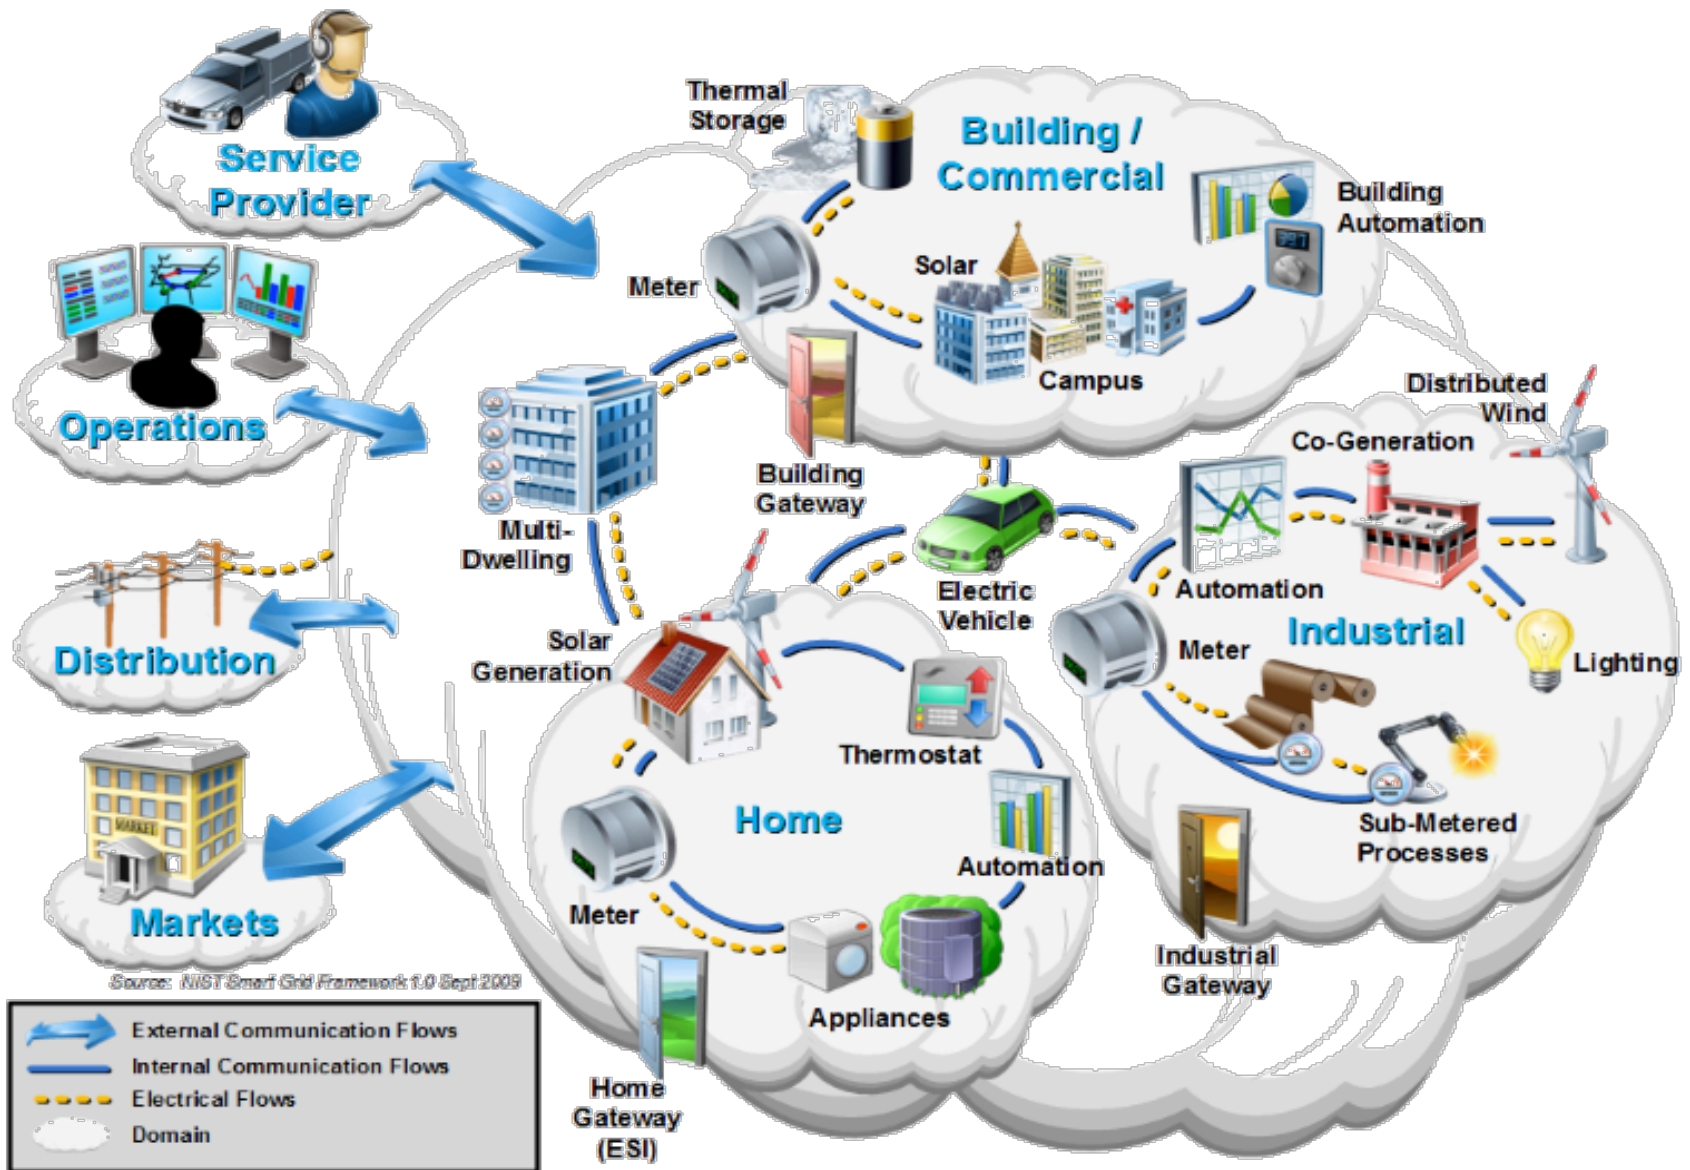 Service
Provider
Operations
Distribution
MARKET
Markets
Source: NIST Smart Grid Framework 1.0 Sept 2009
External Communication Flows
Internal Communication Flows
Electrical Flows
Domain
Thermal
Storage
Building /
Commercial
Building
Automation
Meter
Solar
Campus
Building
Gateway
Multi-
Dwelling
Electric
Vehicle
Distributed
Wind
Co-Generation
Automation
Industrial
Meter
Lighting
Sub-Metered
Processes
Industrial
Gateway
Solar
Generation
Thermostat
Home
Automation
Meter
Appliances
Home
Gateway
(ESI)